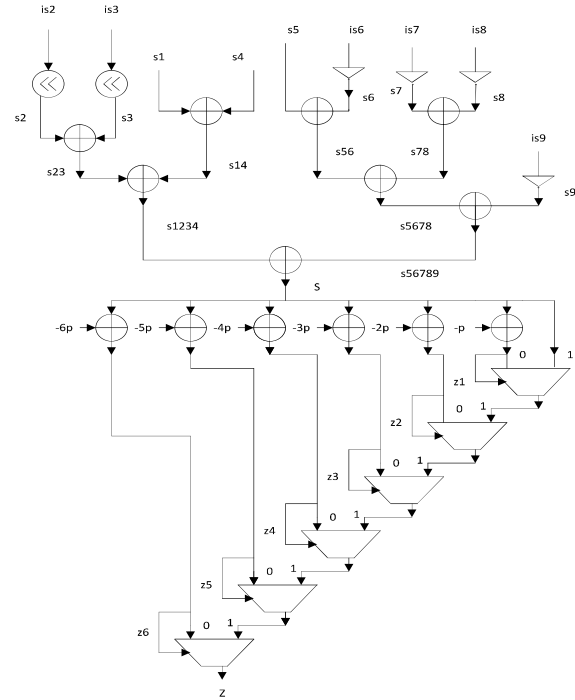 is2 is3 s5 is6 is7 is8
s1 s4
s2 s3 s6 s7 s8
is9
s23 s14 s56 s78
s9
s1234 s5678
s56789
S
-6p -5p -4p -3p -2p -p
0 1
z1
0 1
z2
0 1
z3
0 1
z4
0 1
z5
0 1
z6
Z